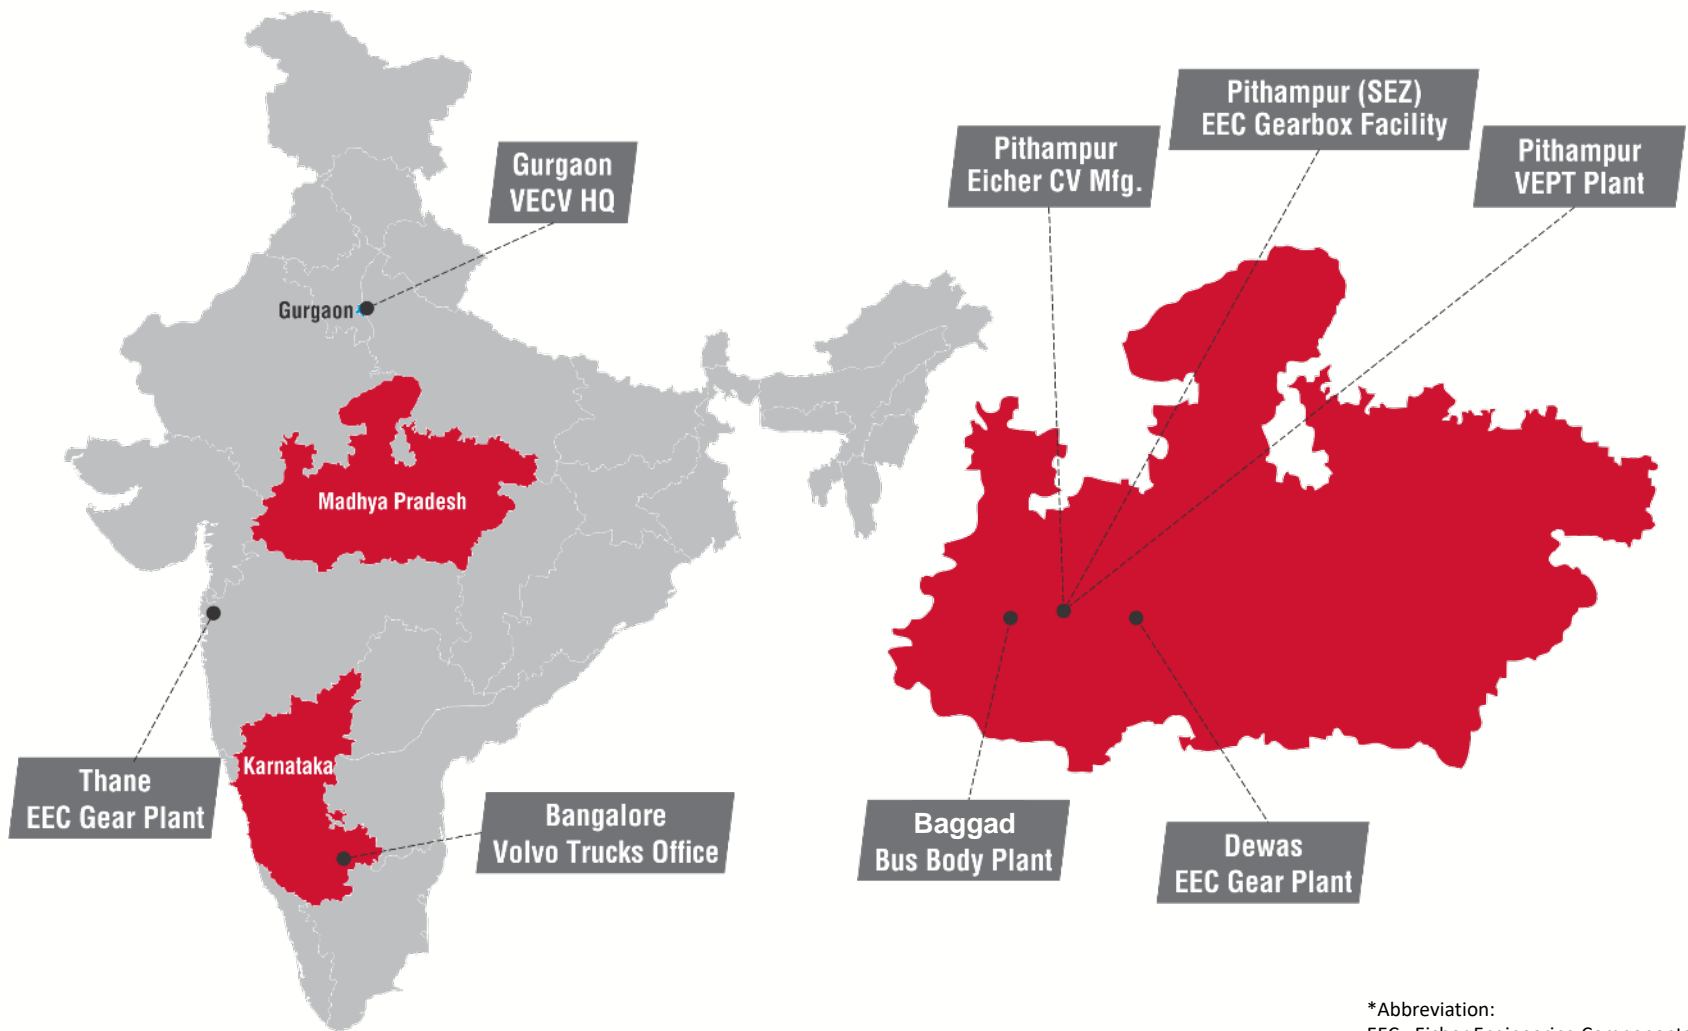 Gurgaon
VECV HQ
Gurgaon
Madhya Pradesh
Karnataka
Thane
EEC Gear Plant
Bangalore
Volvo Trucks Office
Pithampur
Eicher CV Mfg.
Pithampur (SEZ)
EEC Gearbox Facility
Pithampur
VEPT Plant
Baggad
Bus Body Plant
Dewas
EEC Gear Plant
*Abbreviation: